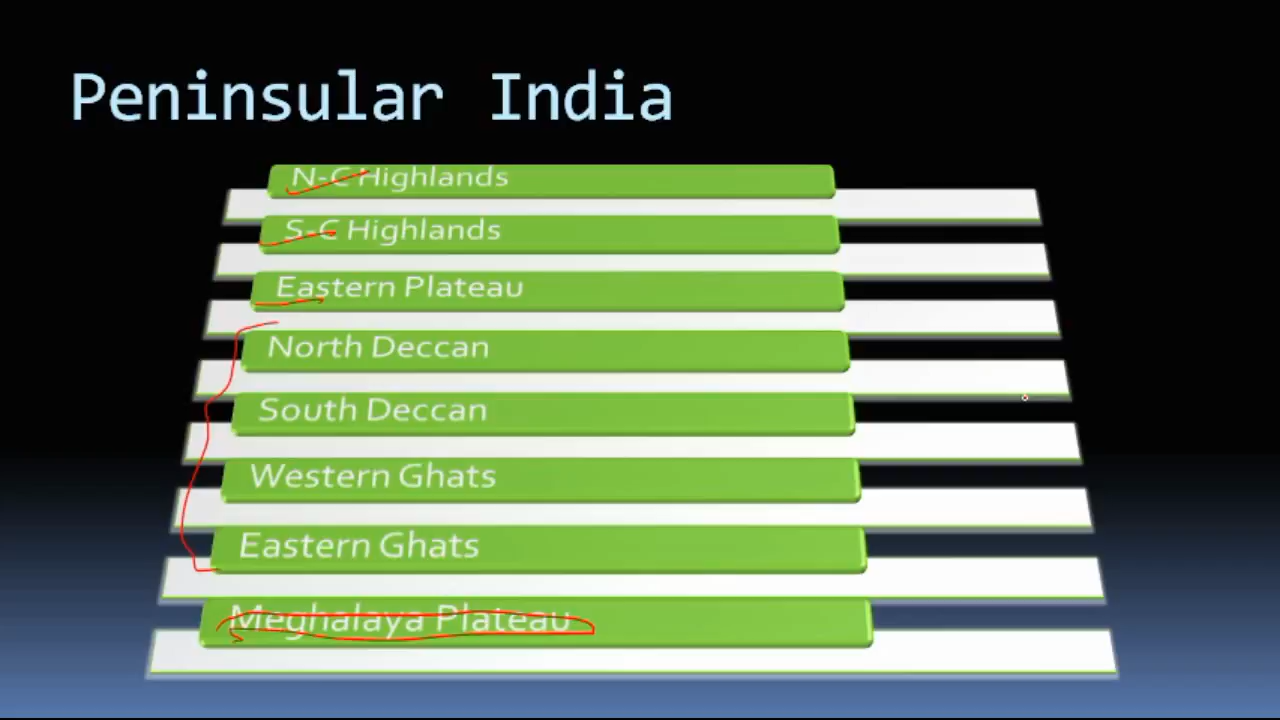 Peninsular India
N-C Highlands
S-C Highlands
Eastern Plateau
North Deccan
South Deccan
Western Ghats
Eastern Ghats
Meghalaya Plateau